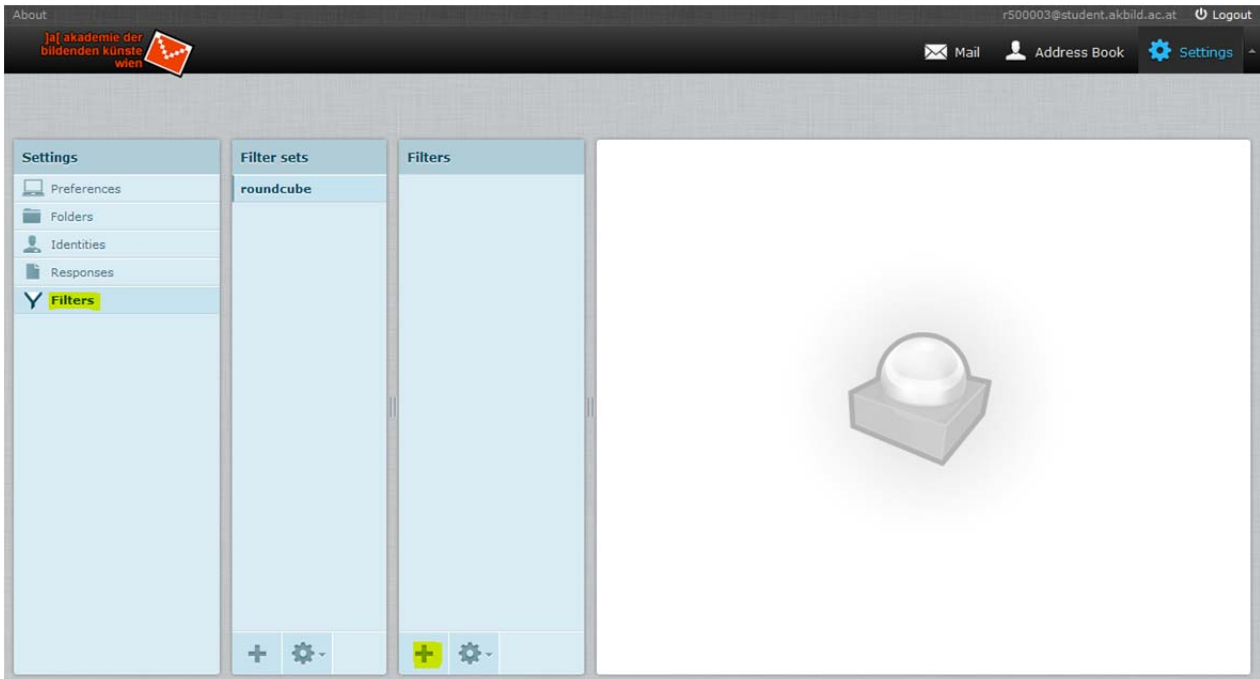 About
r500003@student.akbild.ac.at Logout
]a[ akademie der
bildenden künste
wien
Mail Address Book Settings
Settings
Filter sets
Filters
Preferences
roundcube
Folders
Identities
Responses
Filters